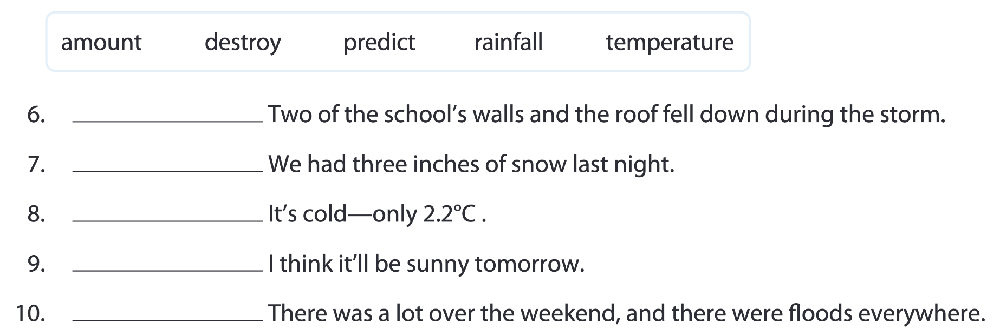 amount destroy predict rainfall temperature
6. ________________ Two of the school’s walls and the roof fell down during the storm.
7. ________________ We had three inches of snow last night.
8. ________________ It’s cold—only 2.2°C .
9. ________________ I think it’ll be sunny tomorrow.
10. ________________ There was a lot over the weekend, and there were floods everywhere.